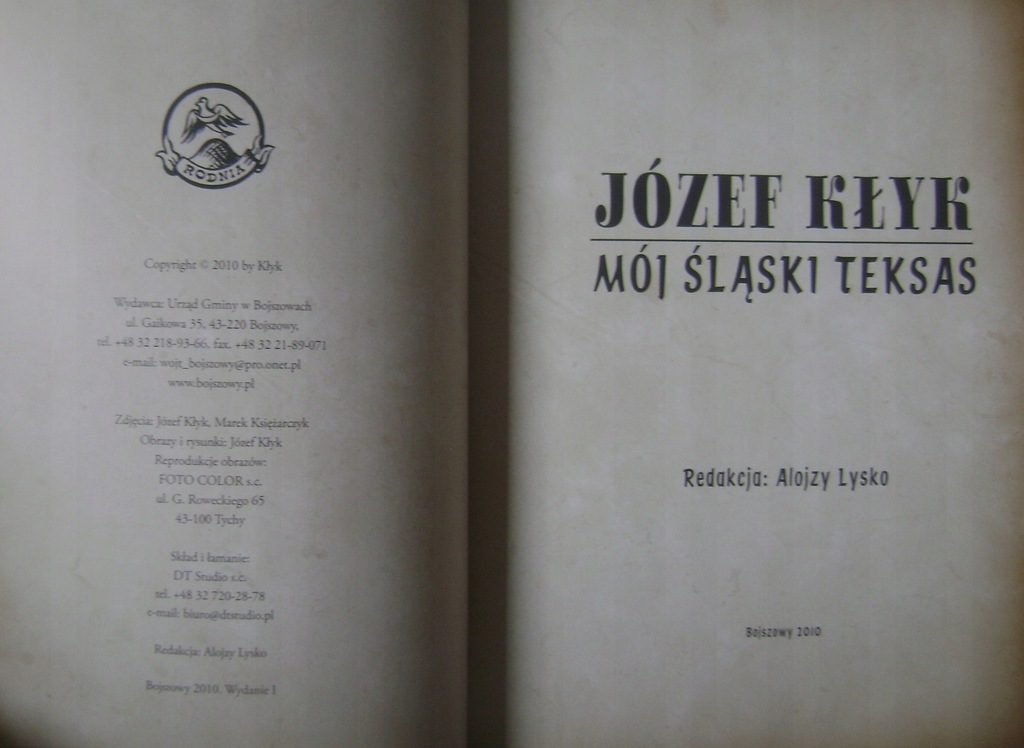 RODNIA
Copyright © 2010 by Kłyk
Wydawca: Urząd Gminy w Bojszowach
ul. Gaikowa 35, 43-220 Bojszowy,
tel. +48 32 218-93-66, fax. +48 32 21-89-071
e-mail: wojt_bojszowy@pro.onet.pl
www.bojszowy.pl
Zdjęcia: Józef Kłyk, Marek Księżarczyk
Obrazy i rysunki: Józef Kłyk
Reprodukcje obrazów:
FOTO COLOR s.c.
ul. G. Roweckiego 65
43-100 Tychy
Skład i łamanie:
DT Studio s.c.
tel. +48 32 720-28-78
e-mail: biuro@dtstudio.pl
Redakcja: Alojzy Lysko
Bojszowy 2010. Wydanie I
JÓZEF KŁYK
MÓJ ŚLĄSKI TEKSAS
Redakcja: Alojzy Lysko
Bojszowy 2010